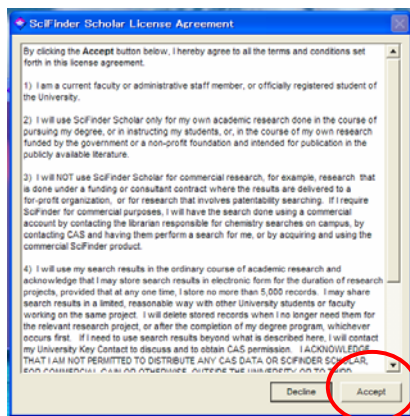 SciFinder Scholar License Agreement
By clicking the Accept button below, I hereby agree to all the terms and conditions set
forth in this license agreement.
1) I am a current faculty or administrative staff member, or officially registered student of
the University.
2) I will use SciFinder Scholar only for my own academic research done in the course of
pursuing my degree, or in instructing my students, or, in the course of my own research
funded by the government or a non-profit foundation and intended for publication in the
publicly available literature.
3) I will NOT use SciFinder Scholar for commercial research, for example, research that
is done under a funding or consultant contract where the results are delivered to a
for-profit organization, or for research that involves patentability searching. If I require
SciFinder for commercial purposes, I will have the search done using a commercial
account by contacting the librarian responsible for chemistry searches on campus, by
contacting CAS and having them perform a search for me, or by acquiring and using the
commercial SciFinder product.
4) I will use my search results in the ordinary course of academic research and
acknowledge that I may store search results in electronic form for the duration of research
projects, provided that at any one time, I store no more than 5,000 records. I may share
search results in a limited, reasonable way with other University students or faculty
working on the same project. I will delete stored records when I no longer need them for
the relevant research project, or after the completion of my degree program, whichever
occurs first. If I need to use search results beyond what is described here, I will contact
my University Key Contact to discuss and to obtain CAS permission. I ACKNOWLEDGE
THAT I AM NOT PERMITTED TO DISTRIBUTE ANY CAS DATA OR SCIFINDER SCHOLAR,
FOR COMMERCIAL GAIN OR OTHERWISE, OUTSIDE THE UNIVERSITY OR TO THIRD
Decline Accept